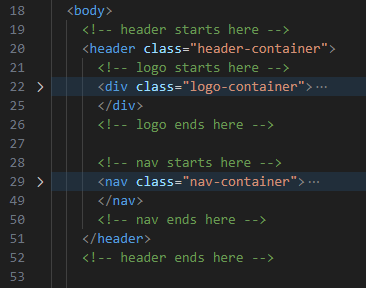 18 <body>
19 <!-- header starts here -->
20 <header class="header-container">
21 <!-- logo starts here -->
22 <div class="logo-container">⋯
25 </div>
26 <!-- logo ends here -->
27
28 <!-- nav starts here -->
29 <nav class="nav-container">⋯
49 </nav>
50 <!-- nav ends here -->
51 </header>
52 <!-- header ends here -->
53